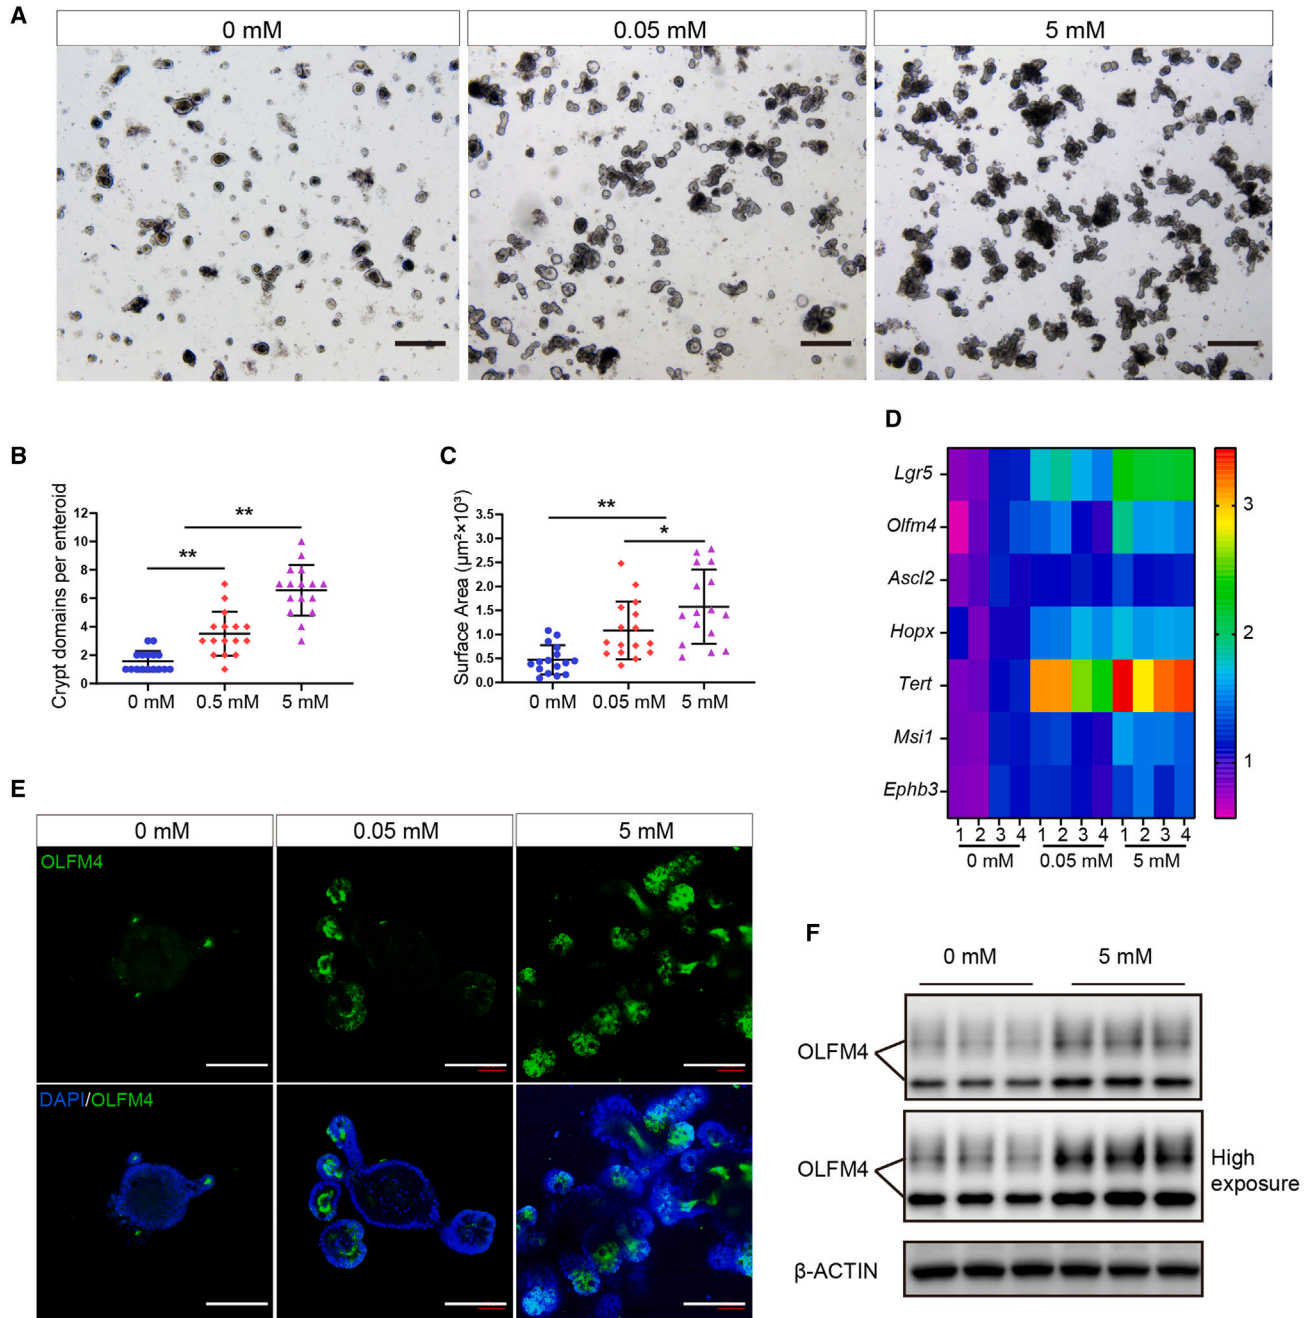 A
0 mM
0.05 mM
5 mM
B
Crypt domains per enteroid
12
10
8
6
4
2
0
**
**
0 mM
0.5 mM
5 mM
C
Surface Area (µm²×10³)
3.5
3.0
2.5
2.0
1.5
1.0
0.5
0.0
**
*
0 mM
0.05 mM
5 mM
D
Lgr5
Olfm4
Ascl2
Hopx
Tert
Msi1
Ephb3
3
2
1
1 2 3 4 1 2 3 4 1 2 3 4
0 mM 0.05 mM 5 mM
E
0 mM
0.05 mM
5 mM
OLFM4
DAPI/OLFM4
F
0 mM
5 mM
OLFM4
OLFM4
High
exposure
β-ACTIN